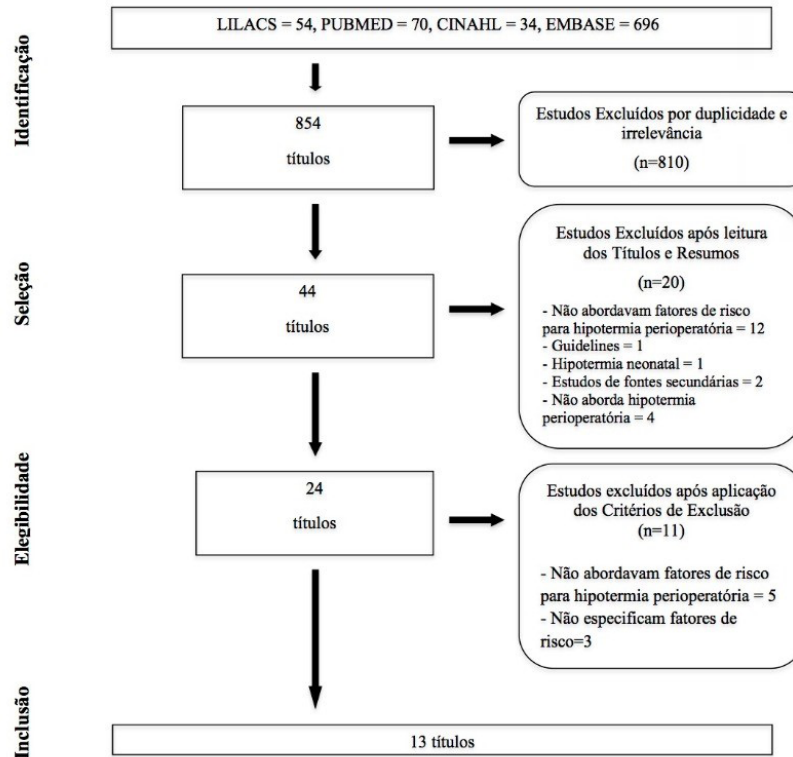 LILACS = 54, PUBMED = 70, CINAHL = 34, EMBASE = 696
Identificação
854
títulos
Estudos Excluídos por duplicidade e
irrelevância
(n=810)
Seleção
44
títulos
Estudos Excluídos após leitura
dos Títulos e Resumos
(n=20)
- Não abordavam fatores de risco
para hipotermia perioperatória = 12
- Guidelines = 1
- Hipotermia neonatal = 1
- Estudos de fontes secundárias = 2
- Não aborda hipotermia
perioperatória = 4
Elegibilidade
24
títulos
Estudos excluídos após aplicação
dos Critérios de Exclusão
(n=11)
- Não abordavam fatores de risco
para hipotermia perioperatória = 5
- Não especificam fatores de
risco=3
Inclusão
13 títulos